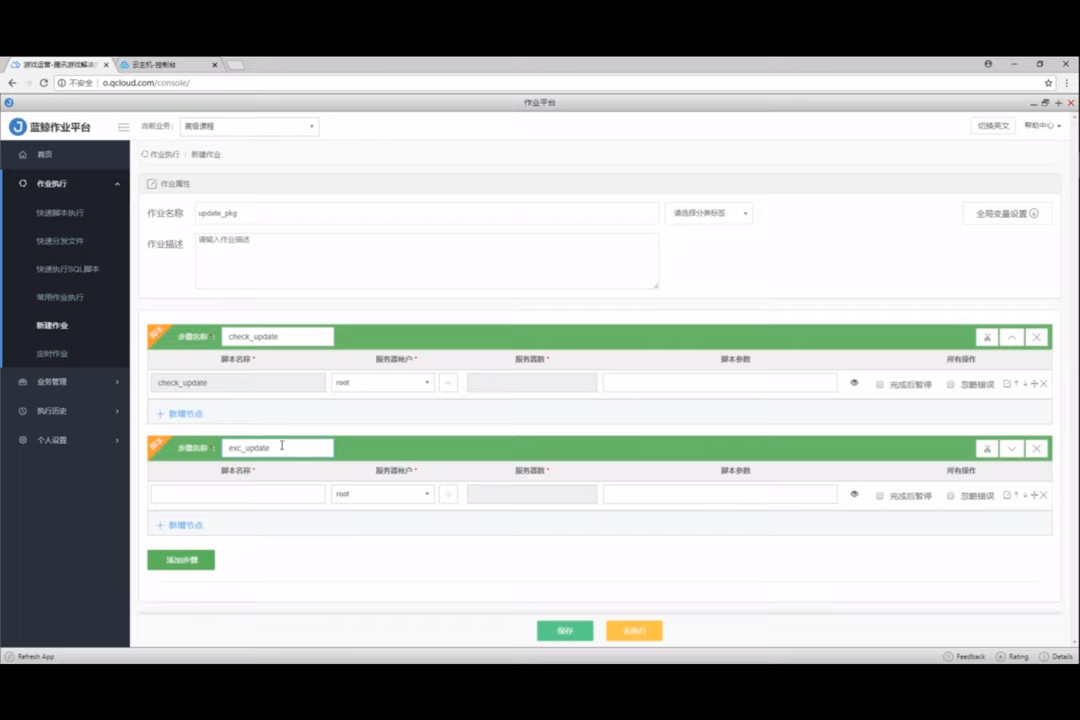 游戏运营-腾讯游戏解决
云主机-控制台
不安全 o.qcloud.com/console/
作业平台
蓝鲸作业平台
当前业务: 高级课程
切换英文
帮助中心
首页
作业执行
快速脚本执行
快速分发文件
快速执行SQL脚本
常用作业执行
新建作业
定时作业
业务管理
执行历史
个人设置
作业执行 / 新建作业
作业属性
作业名称 update_pkg 请选择分类标签 全局变量设置
作业描述 请输入作业描述
脚本 步骤名称: check_update
脚本名称* 服务器帐户* 服务器数* 脚本参数 所有操作
check_update root 完成后暂停 忽略错误
+ 新增节点
脚本 步骤名称: exc_update
脚本名称* 服务器帐户* 服务器数* 脚本参数 所有操作
root 完成后暂停 忽略错误
+ 新增节点
添加步骤
保存 去执行
Refresh App
Feedback Rating Details